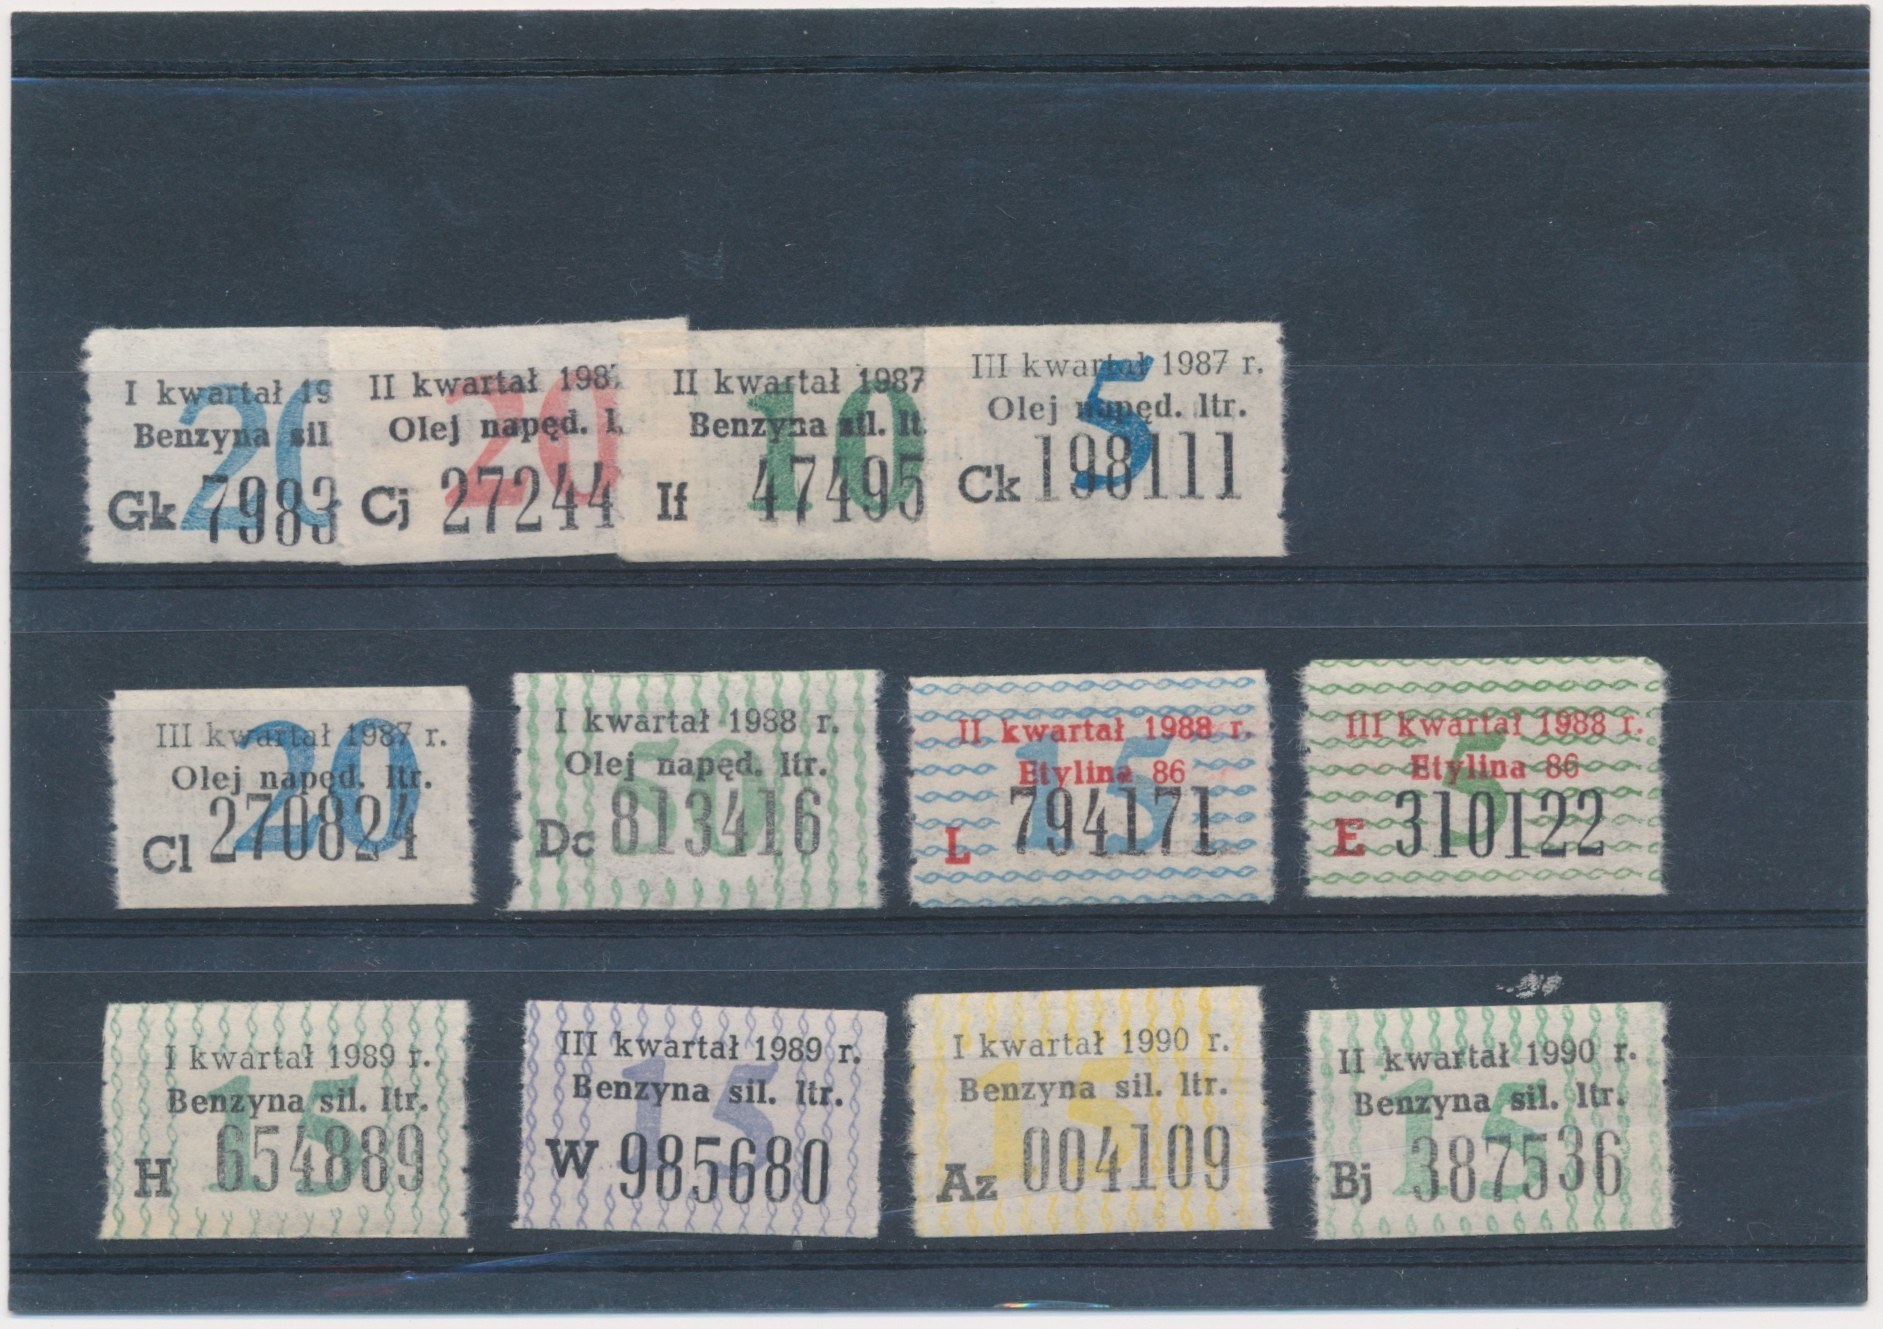 I kwartał 19
Benzyna sil
20
Gk 7983
II kwartał 1987
Olej napęd. l
20
Cj 27244
II kwartał 1987
Benzyna sil. lt
10
If 47495
III kwartał 1987 r.
Olej napęd. ltr.
5
Ck 198111
III kwartał 1987 r.
Olej napęd. ltr.
20
Cl 270824
I kwartał 1988 r.
Olej napęd. ltr.
50
Dc 813416
II kwartał 1988 r.
Etylina 86
15
L 794171
III kwartał 1988 r.
Etylina 86
5
E 310122
I kwartał 1989 r.
Benzyna sil. ltr.
15
H 654889
III kwartał 1989 r.
Benzyna sil. ltr.
15
W 985680
I kwartał 1990 r.
Benzyna sil. ltr.
15
Az 004109
II kwartał 1990 r.
Benzyna sil. ltr.
15
Bj 387536